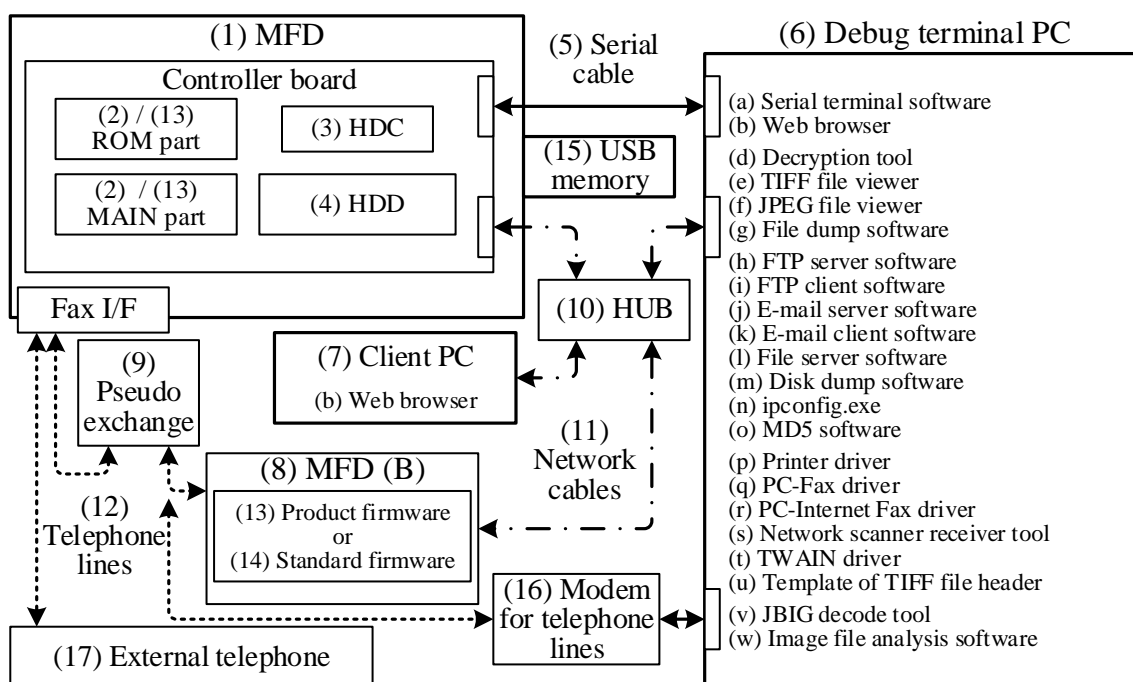 (1) MFD
Controller board
(2) / (13)
ROM part
(3) HDC
(2) / (13)
MAIN part
(4) HDD
Fax I/F
(5) Serial
cable
(15) USB
memory
(10) HUB
(7) Client PC
(b) Web browser
(9)
Pseudo
exchange
(8) MFD (B)
(13) Product firmware
or
(14) Standard firmware
(11)
Network
cables
(12)
Telephone
lines
(16) Modem
for telephone
lines
(17) External telephone
(6) Debug terminal PC
(a) Serial terminal software
(b) Web browser
(d) Decryption tool
(e) TIFF file viewer
(f) JPEG file viewer
(g) File dump software
(h) FTP server software
(i) FTP client software
(j) E-mail server software
(k) E-mail client software
(l) File server software
(m) Disk dump software
(n) ipconfig.exe
(o) MD5 software
(p) Printer driver
(q) PC-Fax driver
(r) PC-Internet Fax driver
(s) Network scanner receiver tool
(t) TWAIN driver
(u) Template of TIFF file header
(v) JBIG decode tool
(w) Image file analysis software